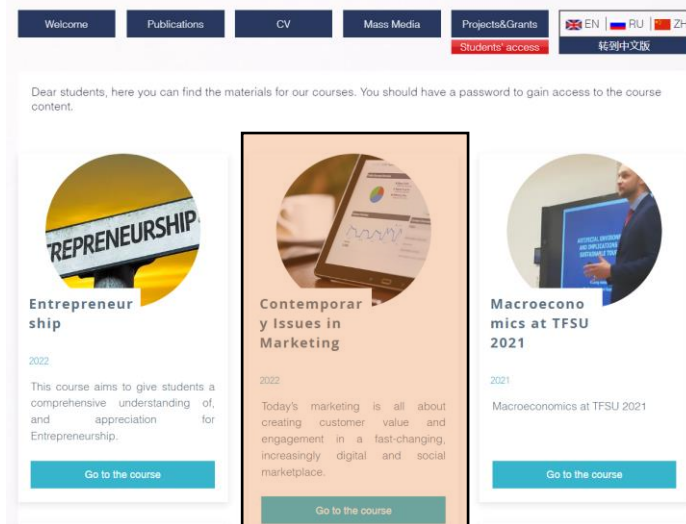 Welcome
Publications
CV
Mass Media
Projects&Grants
EN | RU | ZH
Students' access
转到中文版
Dear students, here you can find the materials for our courses. You should have a password to gain access to the course
content.
TREPRENEURSHIP
Entrepreneur
ship
2022
This course aims to give students a
comprehensive understanding of,
and appreciation for
Entrepreneurship.
Go to the course
Contemporar
y Issues in
Marketing
2022
Today's marketing is all about
creating customer value and
engagement in a fast-changing,
increasingly digital and social
marketplace.
Go to the course
Macroecono
mics at TFSU
2021
2021
Macroeconomics at TFSU 2021
Go to the course